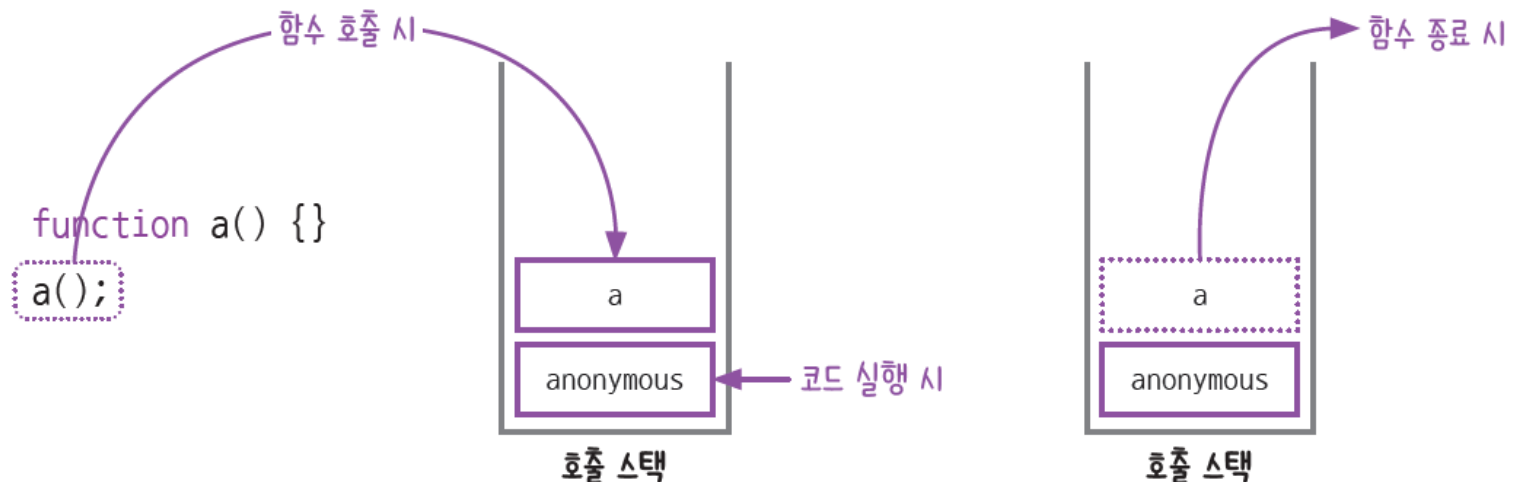 함수 호출 시
함수 종료 시
function a() {}
a();
a
anonymous
코드 실행 시
호출 스택
a
anonymous
호출 스택